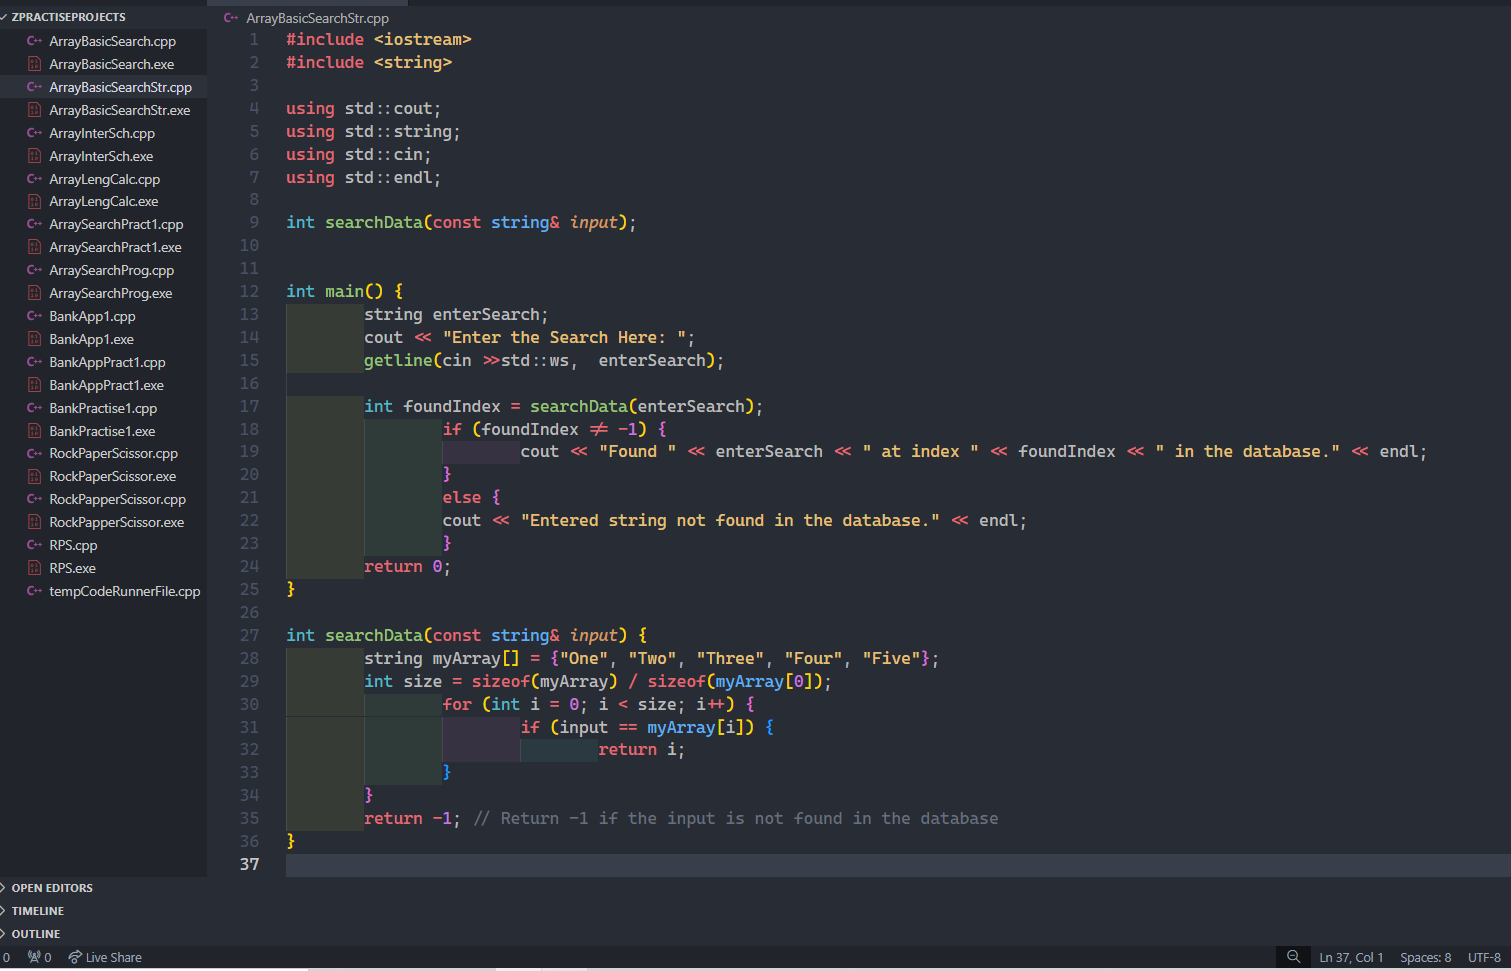 ZPRACTISEPROJECTS
ArrayBasicSearch.cpp
ArrayBasicSearch.exe
ArrayBasicSearchStr.cpp
ArrayBasicSearchStr.exe
ArrayInterSch.cpp
ArrayInterSch.exe
ArrayLengCalc.cpp
ArrayLengCalc.exe
ArraySearchPract1.cpp
ArraySearchPract1.exe
ArraySearchProg.cpp
ArraySearchProg.exe
BankApp1.cpp
BankApp1.exe
BankAppPract1.cpp
BankAppPract1.exe
BankPractise1.cpp
BankPractise1.exe
RockPaperScissor.cpp
RockPaperScissor.exe
RockPapperScissor.cpp
RockPapperScissor.exe
RPS.cpp
RPS.exe
tempCodeRunnerFile.cpp
OPEN EDITORS
TIMELINE
OUTLINE
ArrayBasicSearchStr.cpp
1 #include <iostream>
2 #include <string>
3
4 using std::cout;
5 using std::string;
6 using std::cin;
7 using std::endl;
8
9 int searchData(const string& input);
10
11
12 int main() {
13 string enterSearch;
14 cout << "Enter the Search Here: ";
15 getline(cin >>std::ws,  enterSearch);
16
17 int foundIndex = searchData(enterSearch);
18 if (foundIndex != -1) {
19 cout << "Found " << enterSearch << " at index " << foundIndex << " in the database." << endl;
20 }
21 else {
22 cout << "Entered string not found in the database." << endl;
23 }
24 return 0;
25 }
26
27 int searchData(const string& input) {
28 string myArray[] = {"One", "Two", "Three", "Four", "Five"};
29 int size = sizeof(myArray) / sizeof(myArray[0]);
30 for (int i = 0; i < size; i++) {
31 if (input == myArray[i]) {
32 return i;
33 }
34 }
35 return -1; // Return -1 if the input is not found in the database
36 }
37
0 0 Live Share Ln 37, Col 1 Spaces: 8 UTF-8